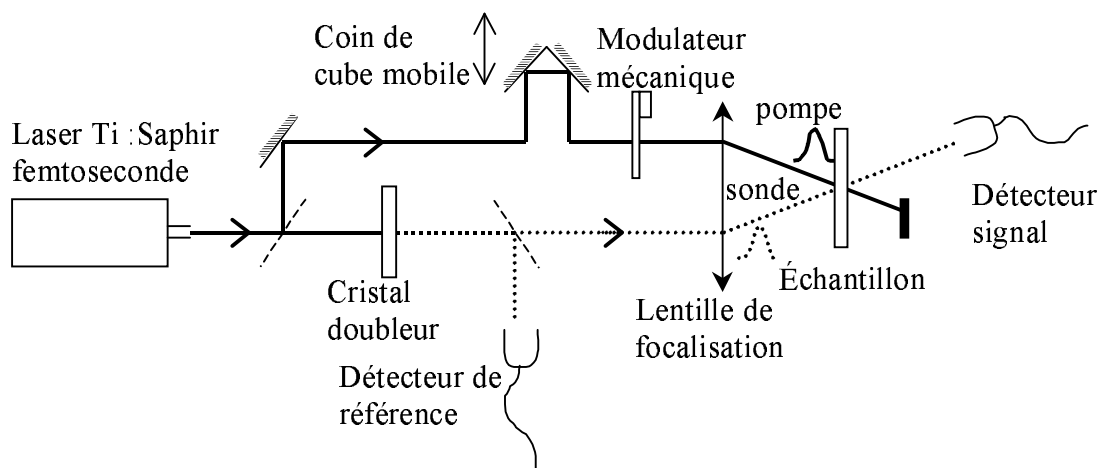 Coin de
cube mobile
Modulateur
mécanique
pompe
Laser Ti :Saphir
femtoseconde
sonde
Détecteur
signal
Échantillon
Cristal
doubleur
Lentille de
focalisation
Détecteur de
référence